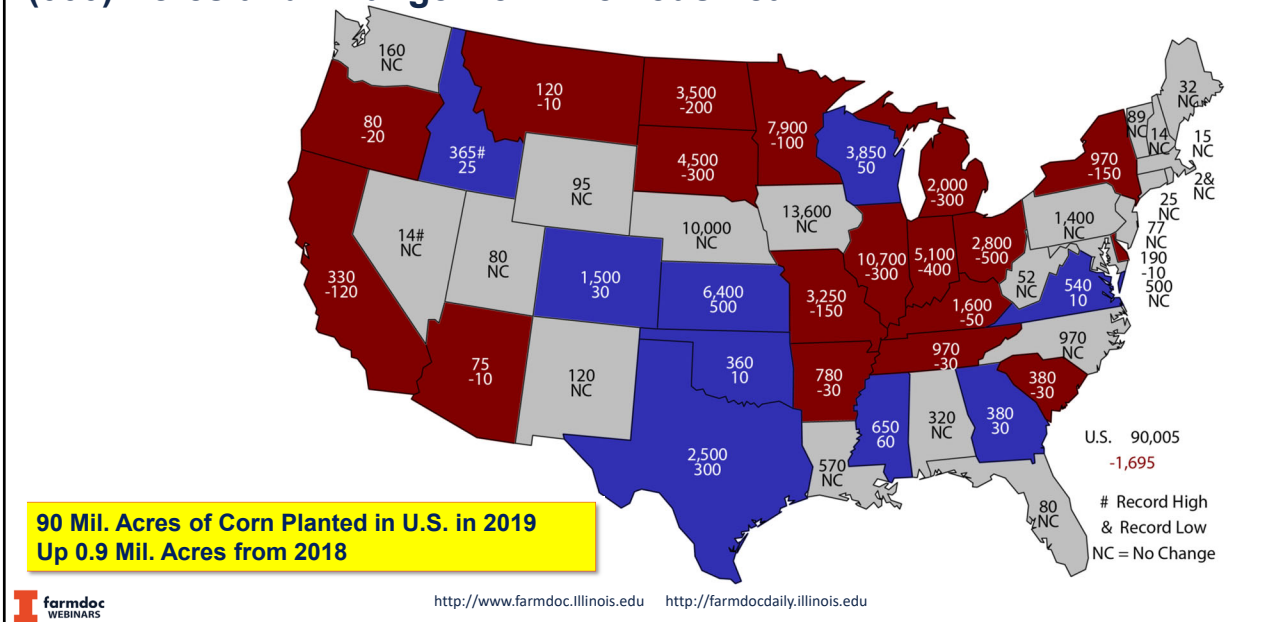 160
NC
80
-20
365#
25
120
-10
3,500
-200
7,900
-100
3,850
50
2,000
-300
970
-150
89
NC
14
NC
32
NC
15
NC
2&
NC
25
NC
77
NC
190
-10
500
NC
4,500
-300
95
NC
10,000
NC
13,600
NC
10,700
-300
5,100
-400
2,800
-500
1,400
NC
52
NC
540
10
330
-120
14#
NC
80
NC
1,500
30
6,400
500
3,250
-150
1,600
-50
970
-30
970
NC
75
-10
120
NC
360
10
780
-30
380
-30
2,500
300
570
NC
650
60
320
NC
380
30
80
NC
U.S. 90,005
-1,695
# Record High
& Record Low
NC = No Change
90 Mil. Acres of Corn Planted in U.S. in 2019
Up 0.9 Mil. Acres from 2018
farmdoc
WEBINARS
http://www.farmdoc.Illinois.edu http://farmdocdaily.illinois.edu